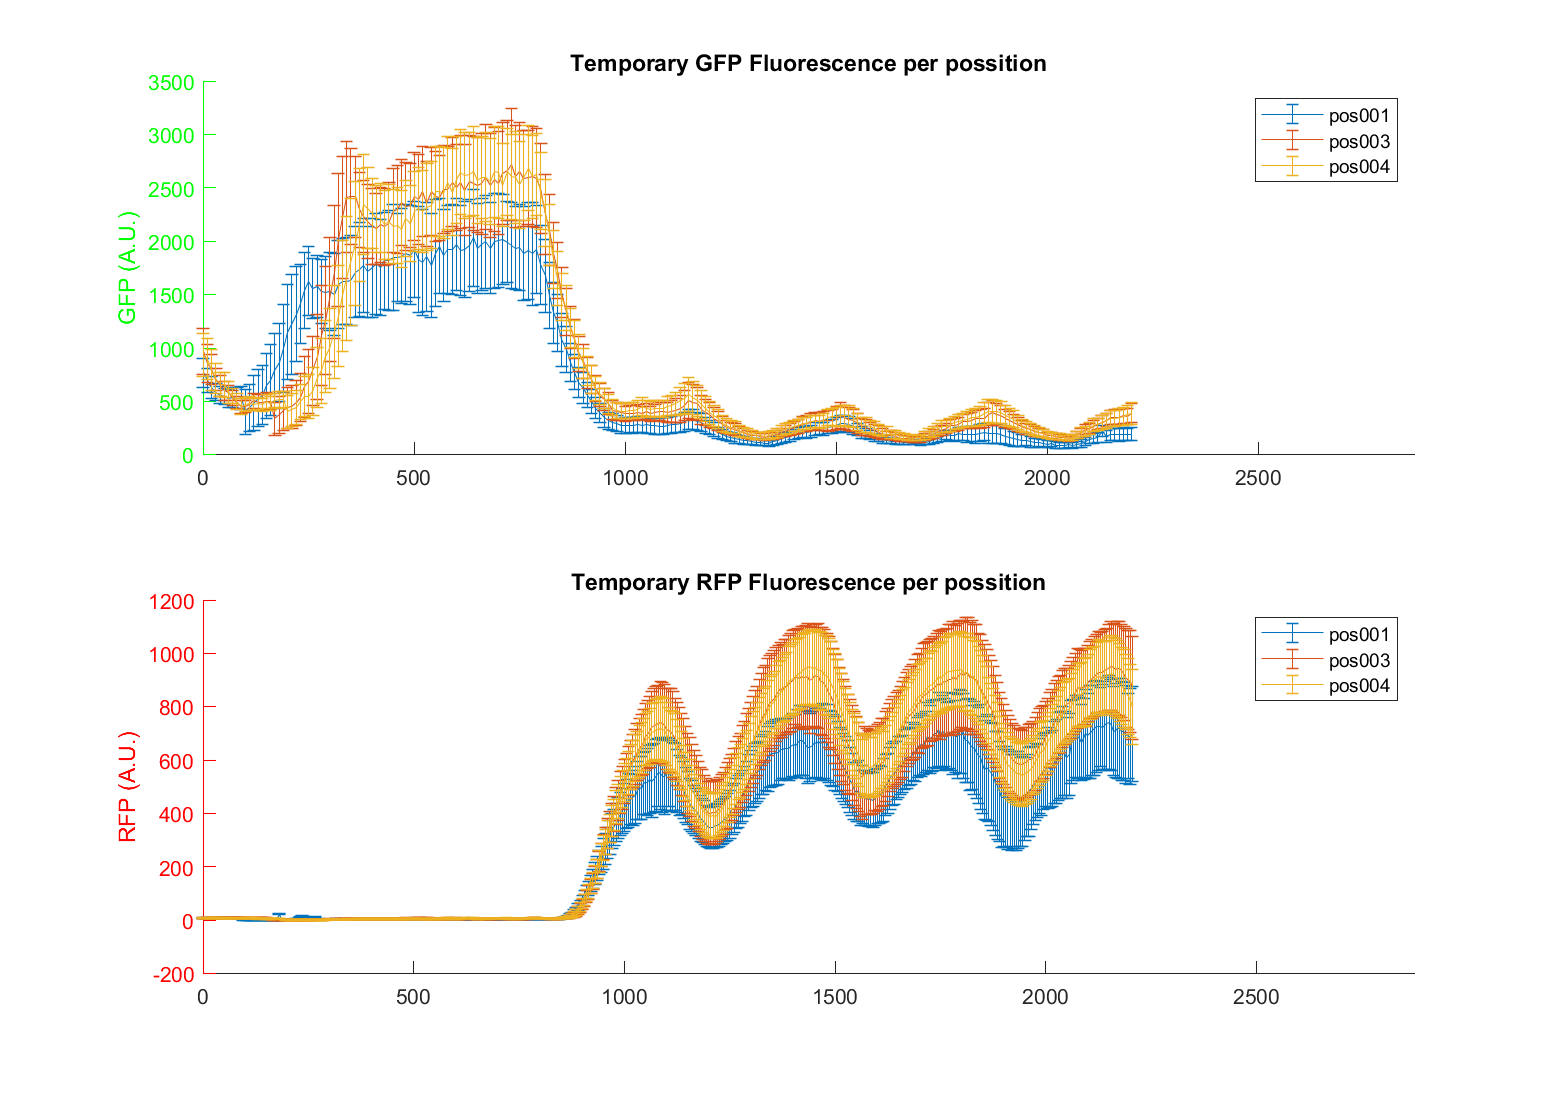 Temporary GFP Fluorescence per possition
3500
3000
2500
2000
1500
1000
500
0
GFP (A.U.)
0 500 1000 1500 2000 2500
pos001
pos003
pos004
Temporary RFP Fluorescence per possition
1200
1000
800
600
400
200
0
-200
RFP (A.U.)
0 500 1000 1500 2000 2500
pos001
pos003
pos004